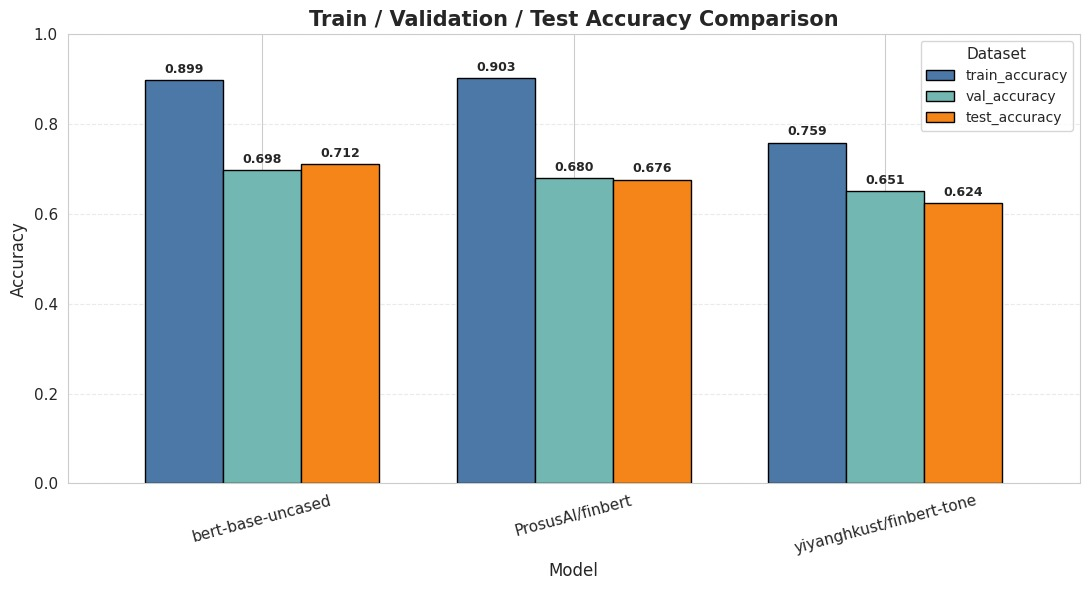 Train / Validation / Test Accuracy Comparison
1.0
0.8
0.6
0.4
0.2
0.0
Accuracy
0.899
0.698
0.712
0.903
0.680
0.676
0.759
0.651
0.624
Dataset
train_accuracy
val_accuracy
test_accuracy
bert-base-uncased
ProsusAI/finbert
yiyanghkust/finbert-tone
Model